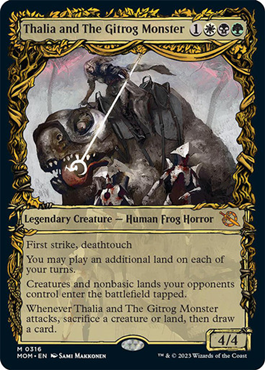 Thalia and The Gitrog Monster 1
Legendary Creature — Human Frog Horror
First strike, deathtouch
You may play an additional land on each of
your turns.
Creatures and nonbasic lands your opponents
control enter the battlefield tapped.
Whenever Thalia and The Gitrog Monster
attacks, sacrifice a creature or land, then draw
a card.
4/4
M 0316
MOM • EN Sami Makkonen
™ & © 2023 Wizards of the Coast